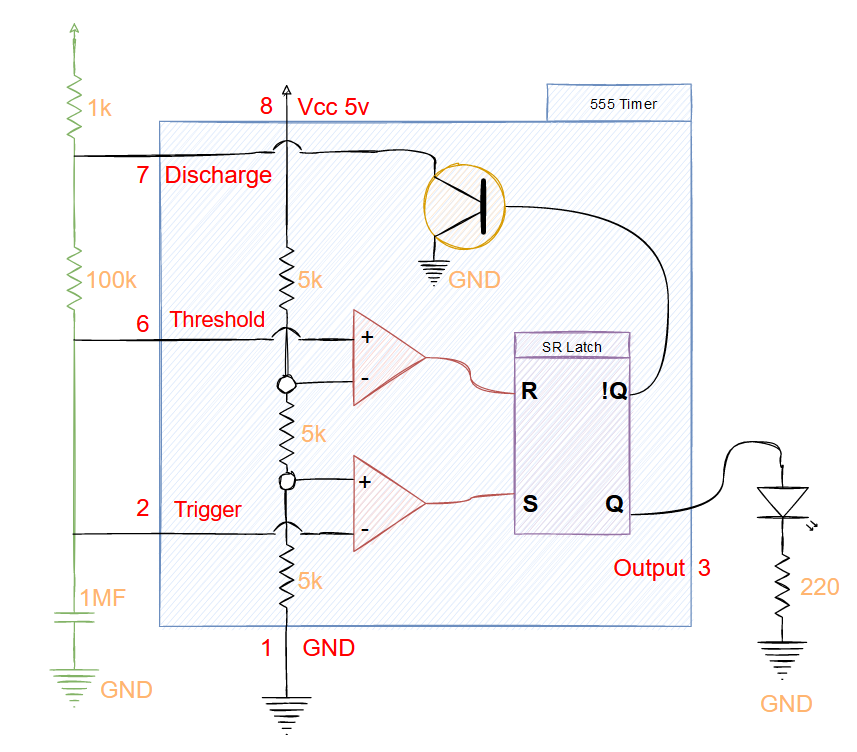 8 Vcc 5v
555 Timer
1k
7 Discharge
100k
5k
GND
6 Threshold
+
-
SR Latch
R
!Q
5k
2 Trigger
+
-
S
Q
Output 3
5k
220
1MF
1 GND
GND
GND